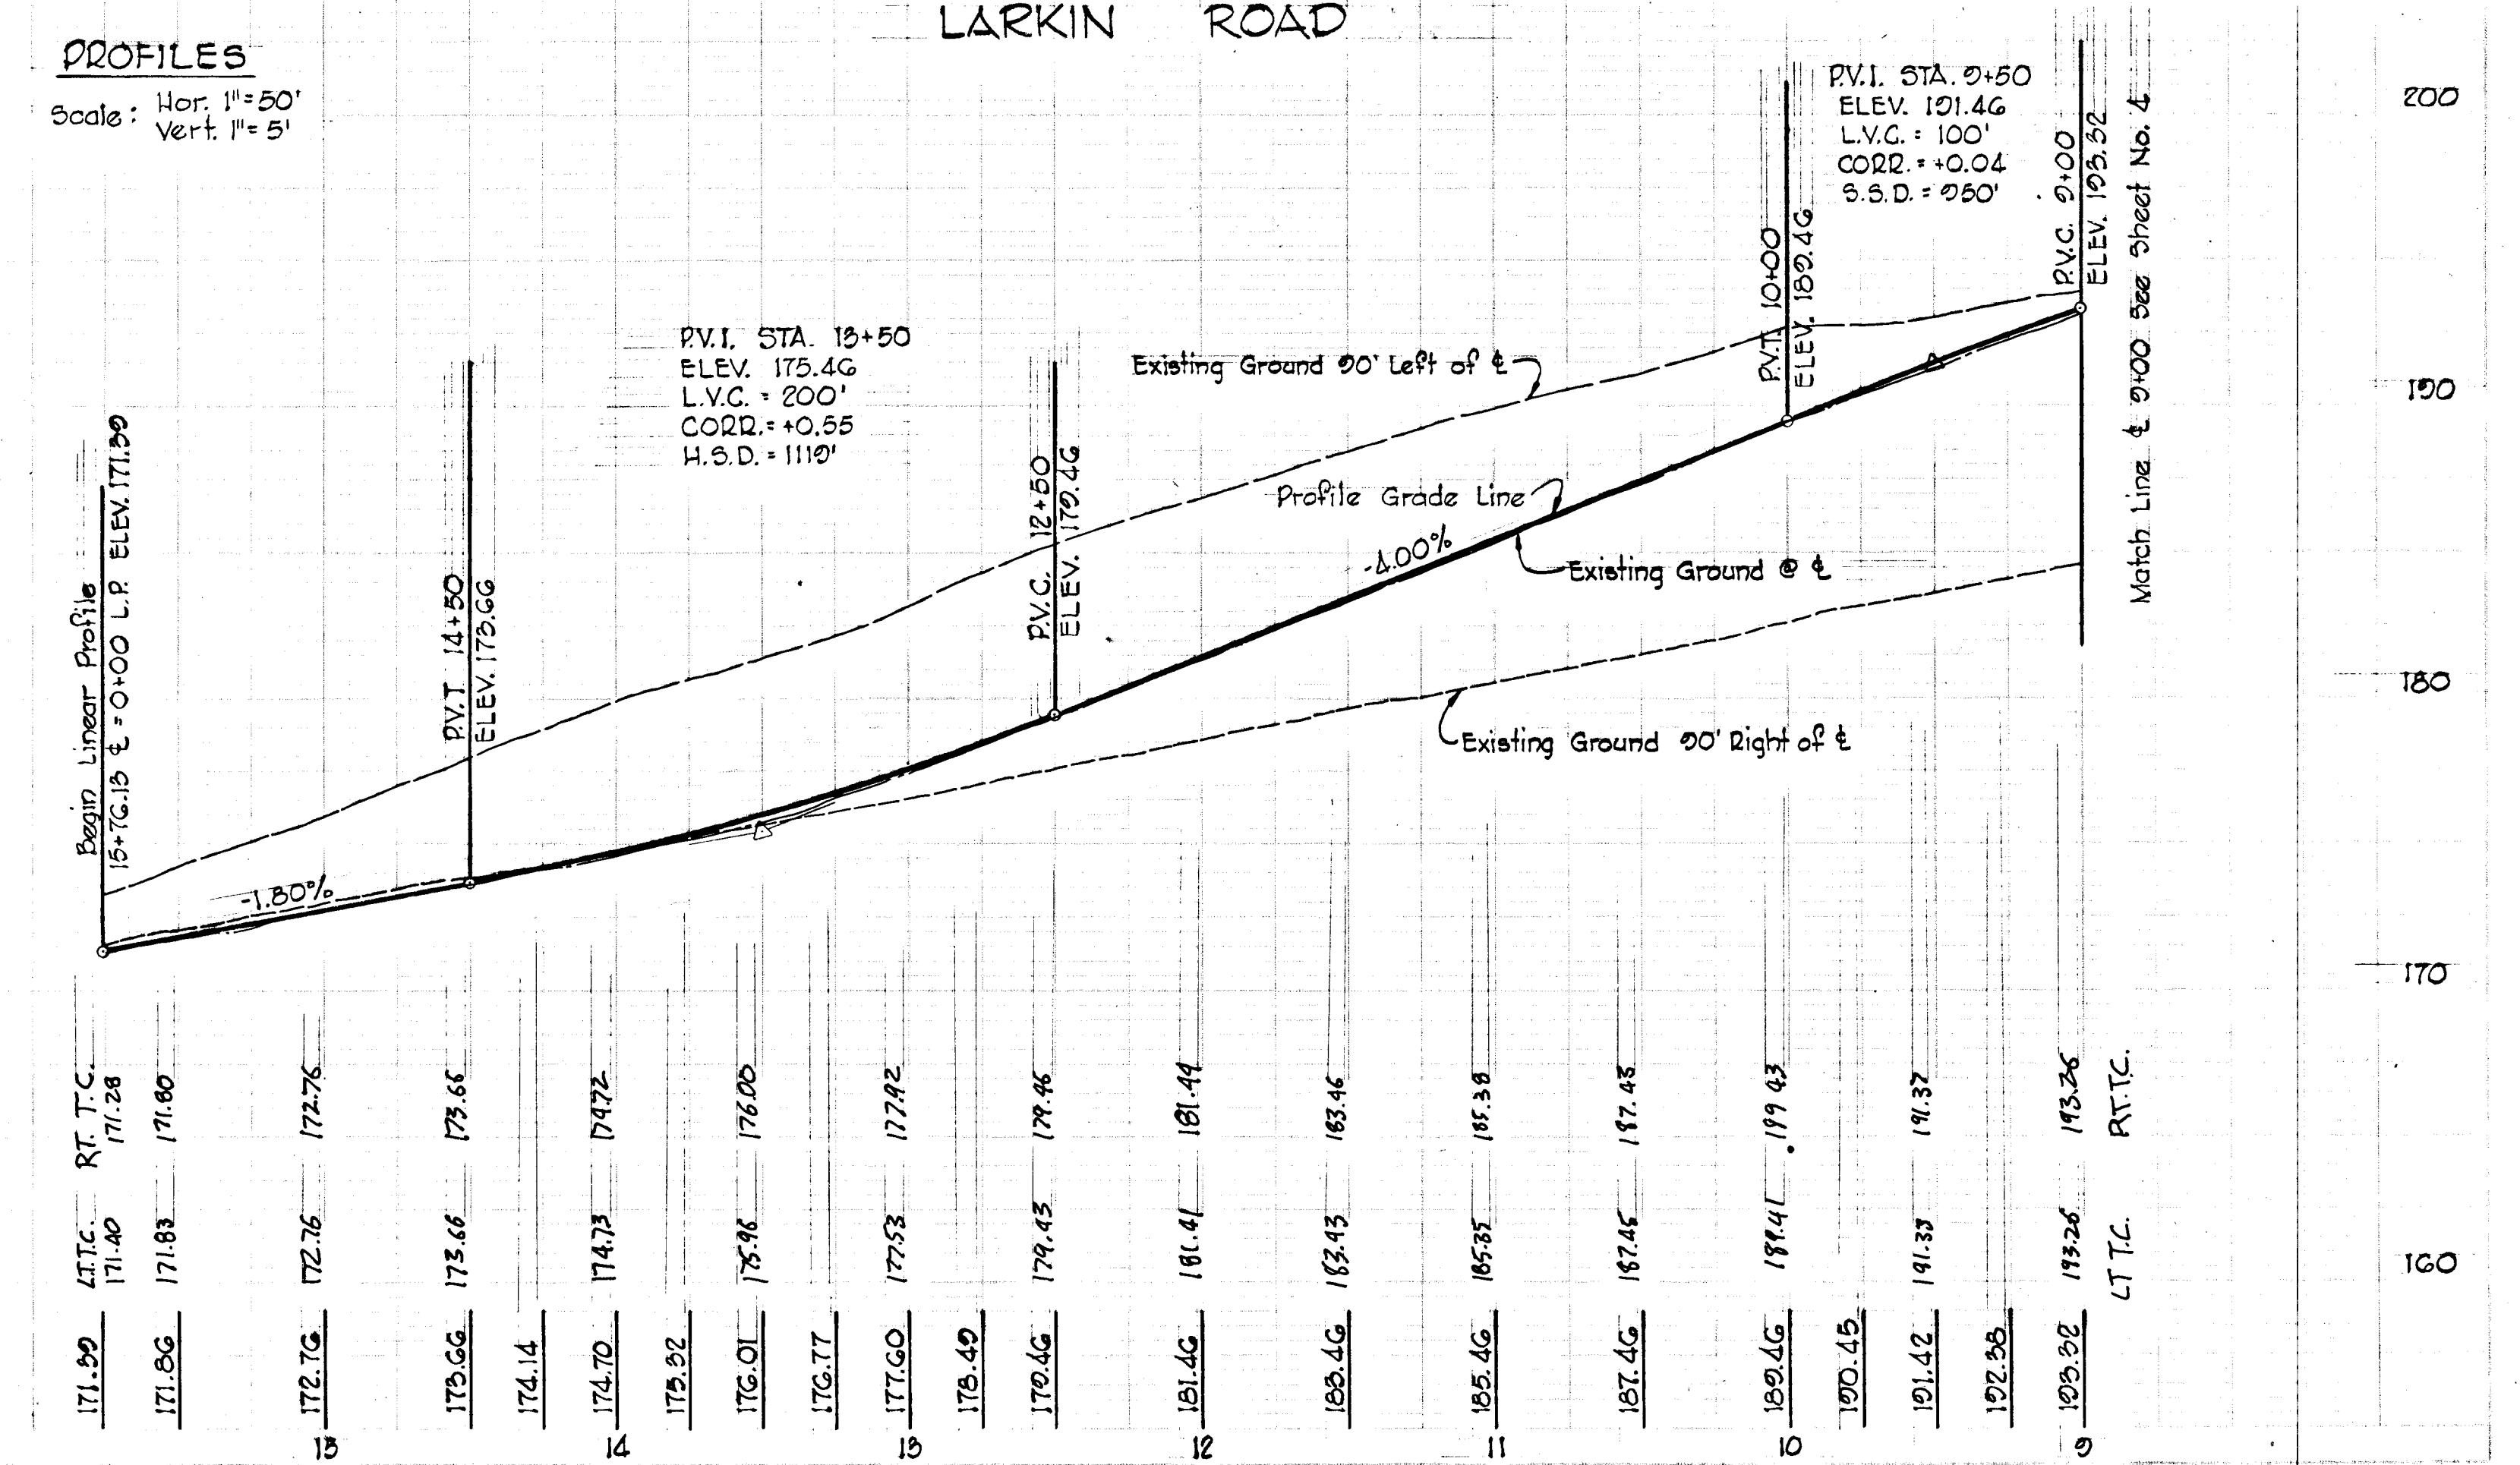 LARKIN ROAD
PROFILES
Scale: Hor. 1"=50'
Vert. 1"=5'
P.V.I. STA. 9+50
ELEV. 191.46
L.V.C. = 100'
CORR. = +0.04
S.S.D. = 950'
P.V.C. 9+00
ELEV. 193.32
Match Line ℄ 9+00 See Sheet No. 4
P.V.T. 10+00
ELEV. 189.46
P.V.I. STA. 13+50
ELEV. 175.46
L.V.C. = 200'
CORR. = +0.55
H.S.D. = 1119'
Existing Ground 90' Left of ℄
P.V.C. 12+50
ELEV. 179.46
Profile Grade Line
-4.00%
Existing Ground @ ℄
Existing Ground 90' Right of ℄
P.V.T. 14+50
ELEV. 173.66
Begin Linear Profile
15+76.13 ℄ = 0+00 L.P. ELEV. 171.39
-1.80%
200
190
180
170
160
RT. T.C. 171.28 171.80 172.76 173.66 174.72 176.00 177.92 179.46 181.44 183.46 185.38 187.43 199 43 191.37 193.26 RT.T.C.
LT.T.C. 171.40 171.83 172.76 173.66 174.73 175.96 177.53 179.43 181.41 183.43 185.35 187.45 189.41 191.33 193.26 LT T.C.
171.39 171.86 172.76 173.66 174.14 174.70 175.32 176.01 176.77 177.60 178.49 179.46 181.46 183.46 185.46 187.46 189.46 190.45 191.42 192.38 193.32
15 14 13 12 11 10 9